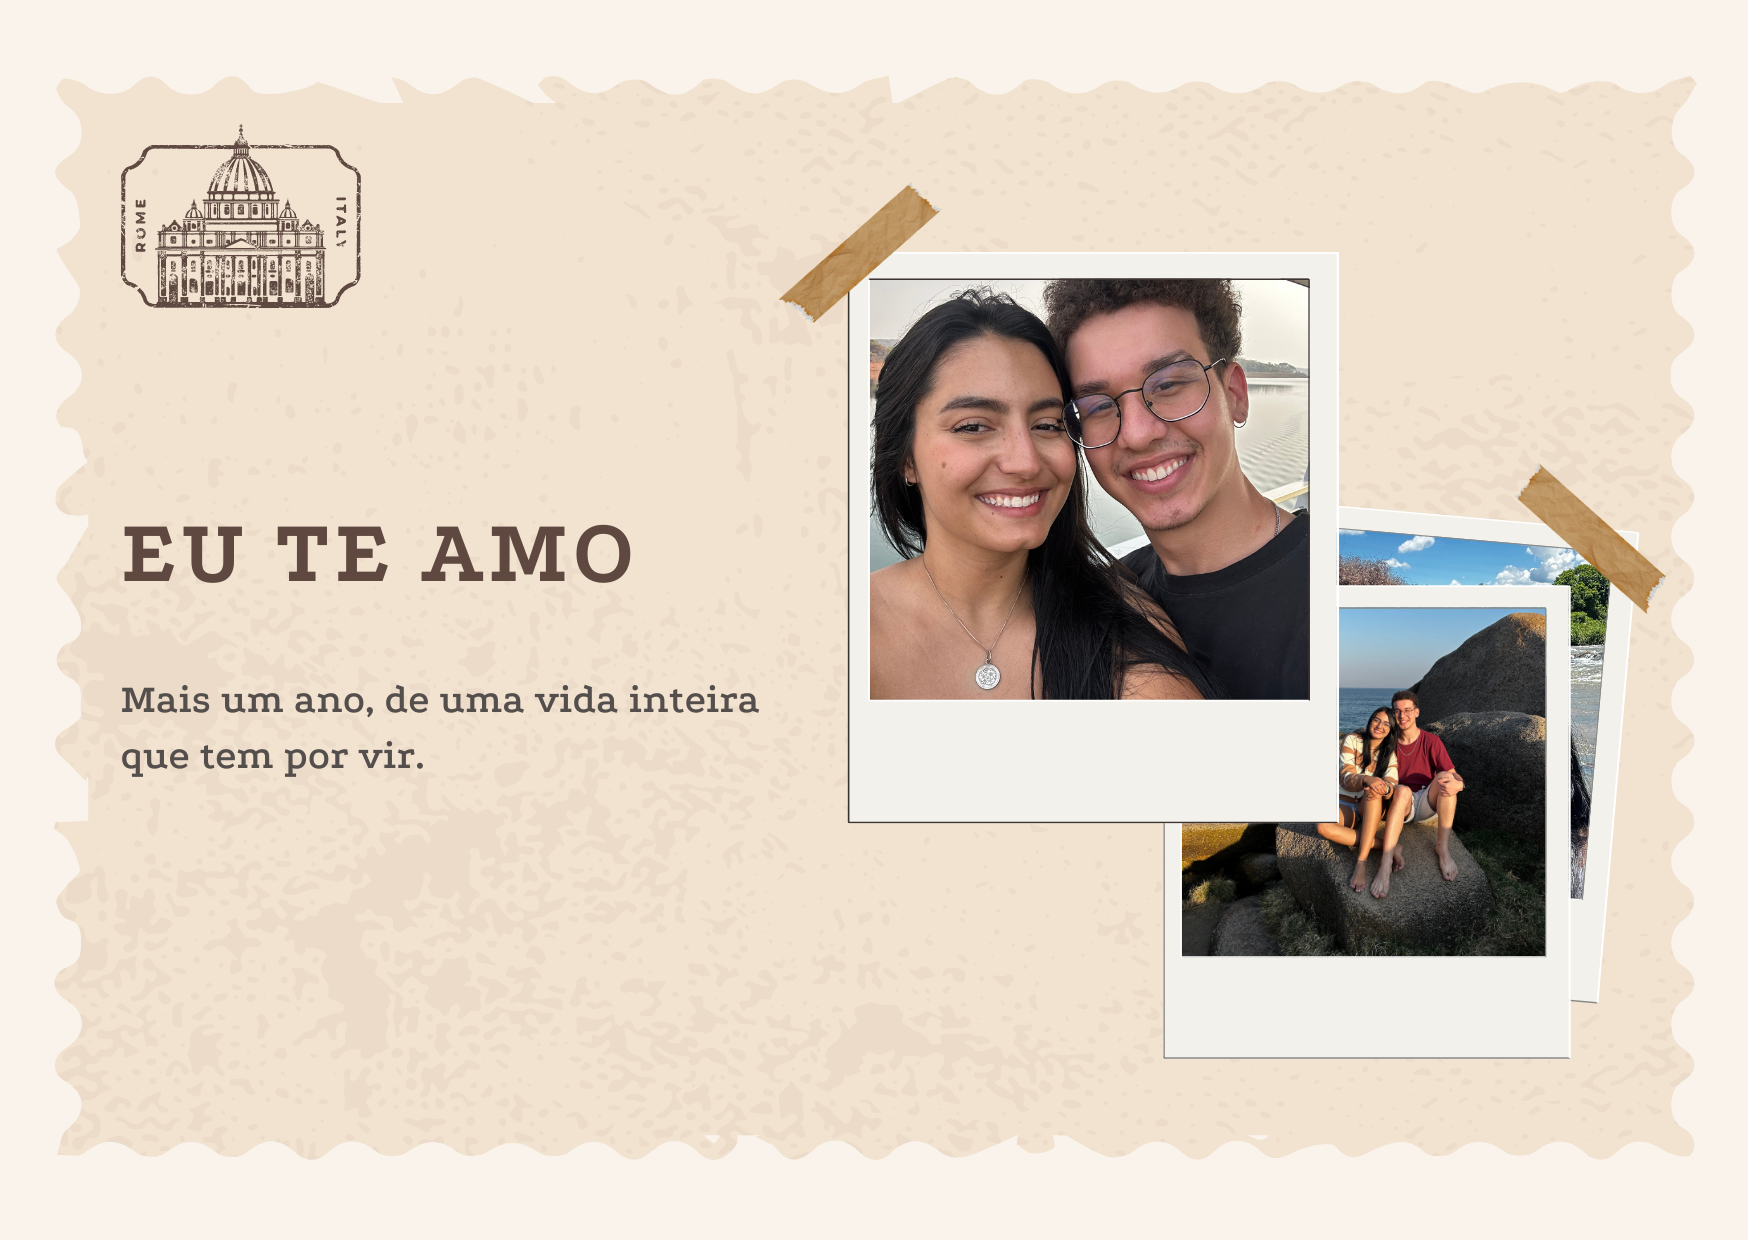 ROME
ITALY
EU TE AMO
Mais um ano, de uma vida inteira
que tem por vir.